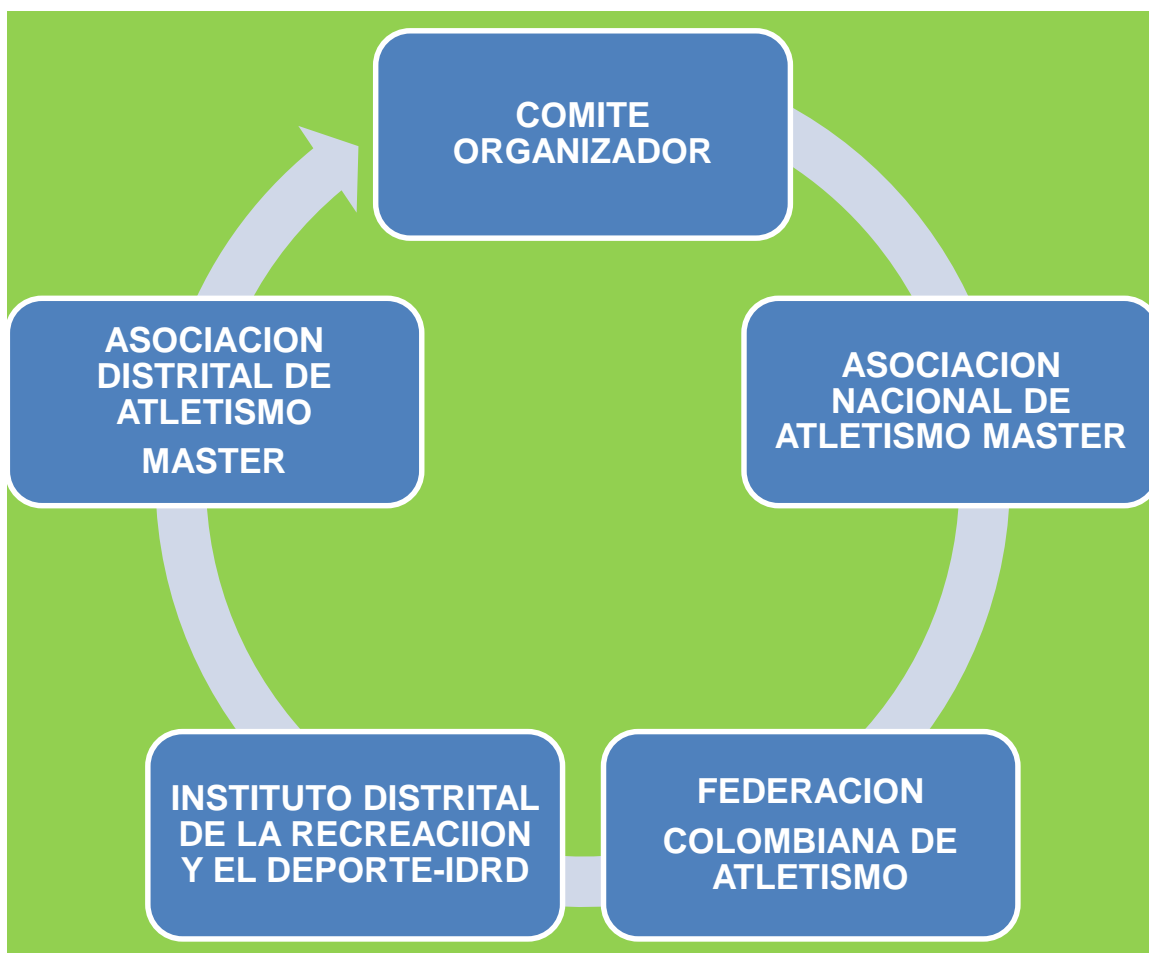 COMITE
ORGANIZADOR
ASOCIACION
NACIONAL DE
ATLETISMO MASTER
FEDERACION
COLOMBIANA DE
ATLETISMO
INSTITUTO DISTRITAL
DE LA RECREACIION
Y EL DEPORTE-IDRD
ASOCIACION
DISTRITAL DE
ATLETISMO
MASTER